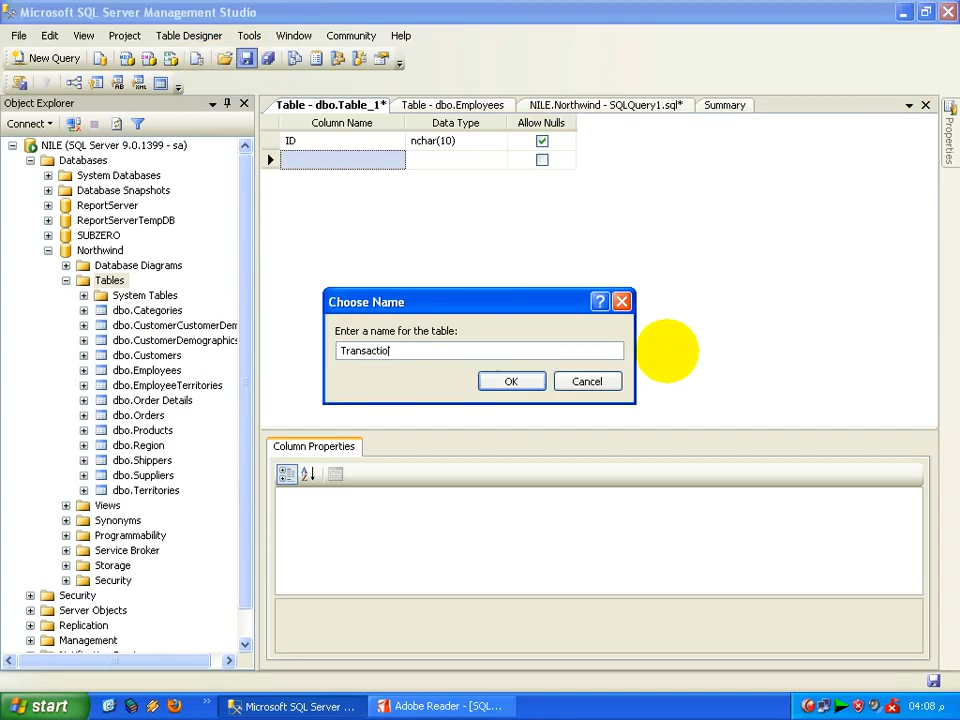 Microsoft SQL Server Management Studio
File Edit View Project Table Designer Tools Window Community Help
New Query
Object Explorer
Connect
NILE (SQL Server 9.0.1399 - sa)
Databases
System Databases
Database Snapshots
ReportServer
ReportServerTempDB
SUBZERO
Northwind
Database Diagrams
Tables
System Tables
dbo.Categories
dbo.CustomerCustomerDem
dbo.CustomerDemographics
dbo.Customers
dbo.Employees
dbo.EmployeeTerritories
dbo.Order Details
dbo.Orders
dbo.Products
dbo.Region
dbo.Shippers
dbo.Suppliers
dbo.Territories
Views
Synonyms
Programmability
Service Broker
Storage
Security
Security
Server Objects
Replication
Management
Table - dbo.Table_1* Table - dbo.Employees NILE.Northwind - SQLQuery1.sql* Summary
Column Name Data Type Allow Nulls
ID nchar(10)
Choose Name
Enter a name for the table:
Transactio
OK Cancel
Column Properties
Properties
start Microsoft SQL Server ... Adobe Reader - [SQL... 04:08 م